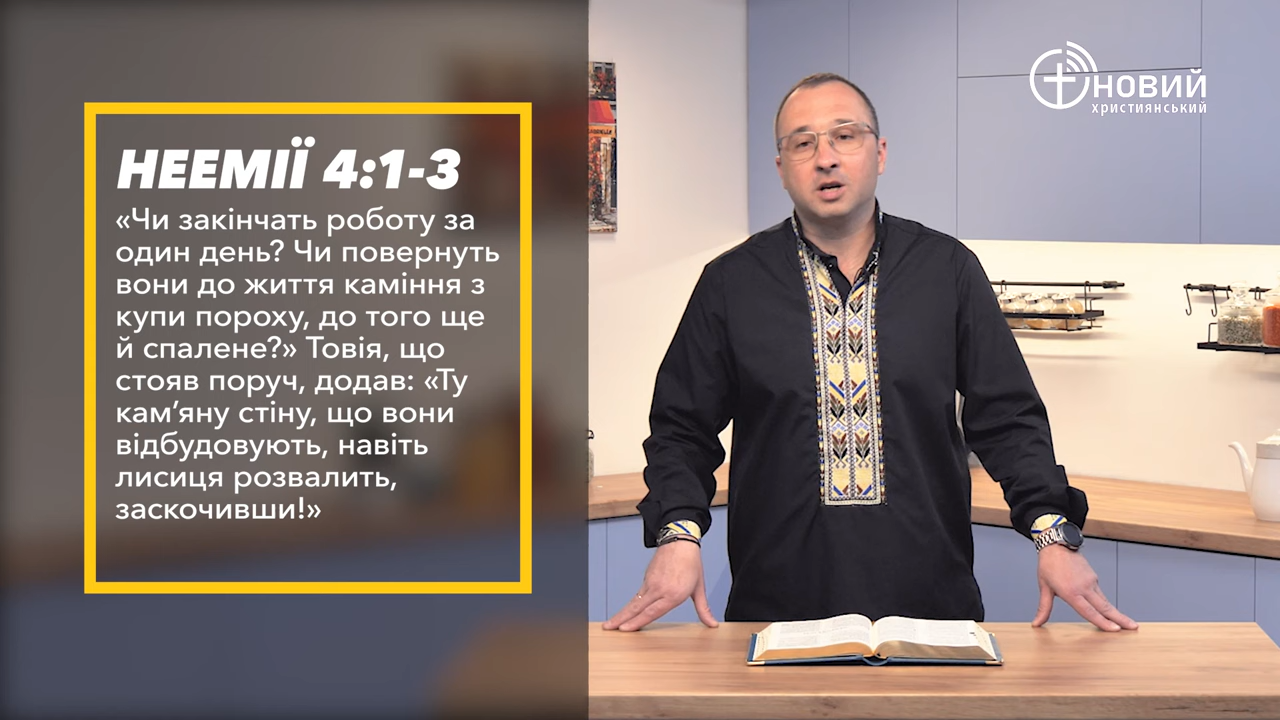 НЕЕМІЇ 4:1-3
«Чи закінчать роботу за
один день? Чи повернуть
вони до життя каміння з
купи пороху, до того ще
й спалене?» Товія, що
стояв поруч, додав: «Ту
кам’яну стіну, що вони
відбудовують, навіть
лисиця розвалить,
заскочивши!»
НОВИЙ
християнський